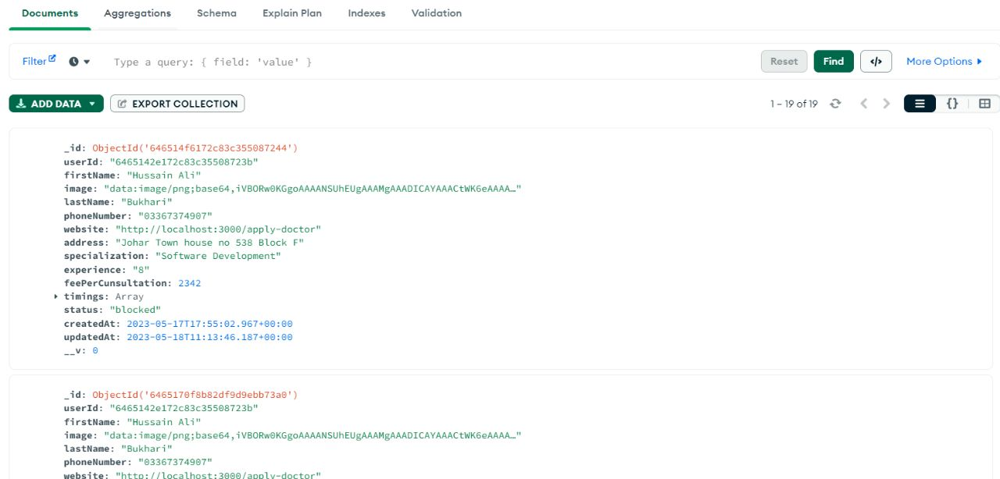 Documents Aggregations Schema Explain Plan Indexes Validation
Filter Type a query: { field: 'value' } Reset Find </> More Options
ADD DATA EXPORT COLLECTION 1 – 19 of 19 {}
_id: ObjectId('646514f6172c83c355087244')
userId: "6465142e172c83c35508723b"
firstName: "Hussain Ali"
image: "data:image/png;base64,iVBORw0KGgoAAAANSUhEUgAAAMgAAADICAYAAACtWK6eAAAA…"
lastName: "Bukhari"
phoneNumber: "03367374907"
website: "http://localhost:3000/apply-doctor"
address: "Johar Town house no 538 Block F"
specialization: "Software Development"
experience: "8"
feePerCunsultation: 2342
timings: Array
status: "blocked"
createdAt: 2023-05-17T17:55:02.967+00:00
updatedAt: 2023-05-18T11:13:46.187+00:00
__v: 0
_id: ObjectId('6465170f8b82df9d9ebb73a0')
userId: "6465142e172c83c35508723b"
firstName: "Hussain Ali"
image: "data:image/png;base64,iVBORw0KGgoAAAANSUhEUgAAAMgAAADICAYAAACtWK6eAAAA…"
lastName: "Bukhari"
phoneNumber: "03367374907"
website: "http://localhost:3000/apply-doctor"